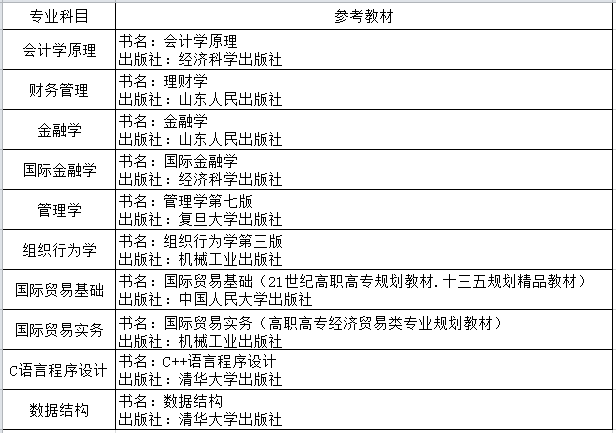 专业科目 参考教材
会计学原理 书名：会计学原理
出版社：经济科学出版社
财务管理 书名：理财学
出版社：山东人民出版社
金融学 书名：金融学
出版社：山东人民出版社
国际金融学 书名：国际金融学
出版社：经济科学出版社
管理学 书名：管理学第七版
出版社：复旦大学出版社
组织行为学 书名：组织行为学第三版
出版社：机械工业出版社
国际贸易基础 书名：国际贸易基础（21世纪高职高专规划教材.十三五规划精品教材）
出版社：中国人民大学出版社
国际贸易实务 书名：国际贸易实务（高职高专经济贸易类专业规划教材）
出版社：机械工业出版社
C语言程序设计 书名：C++语言程序设计
出版社：清华大学出版社
数据结构 书名：数据结构
出版社：清华大学出版社